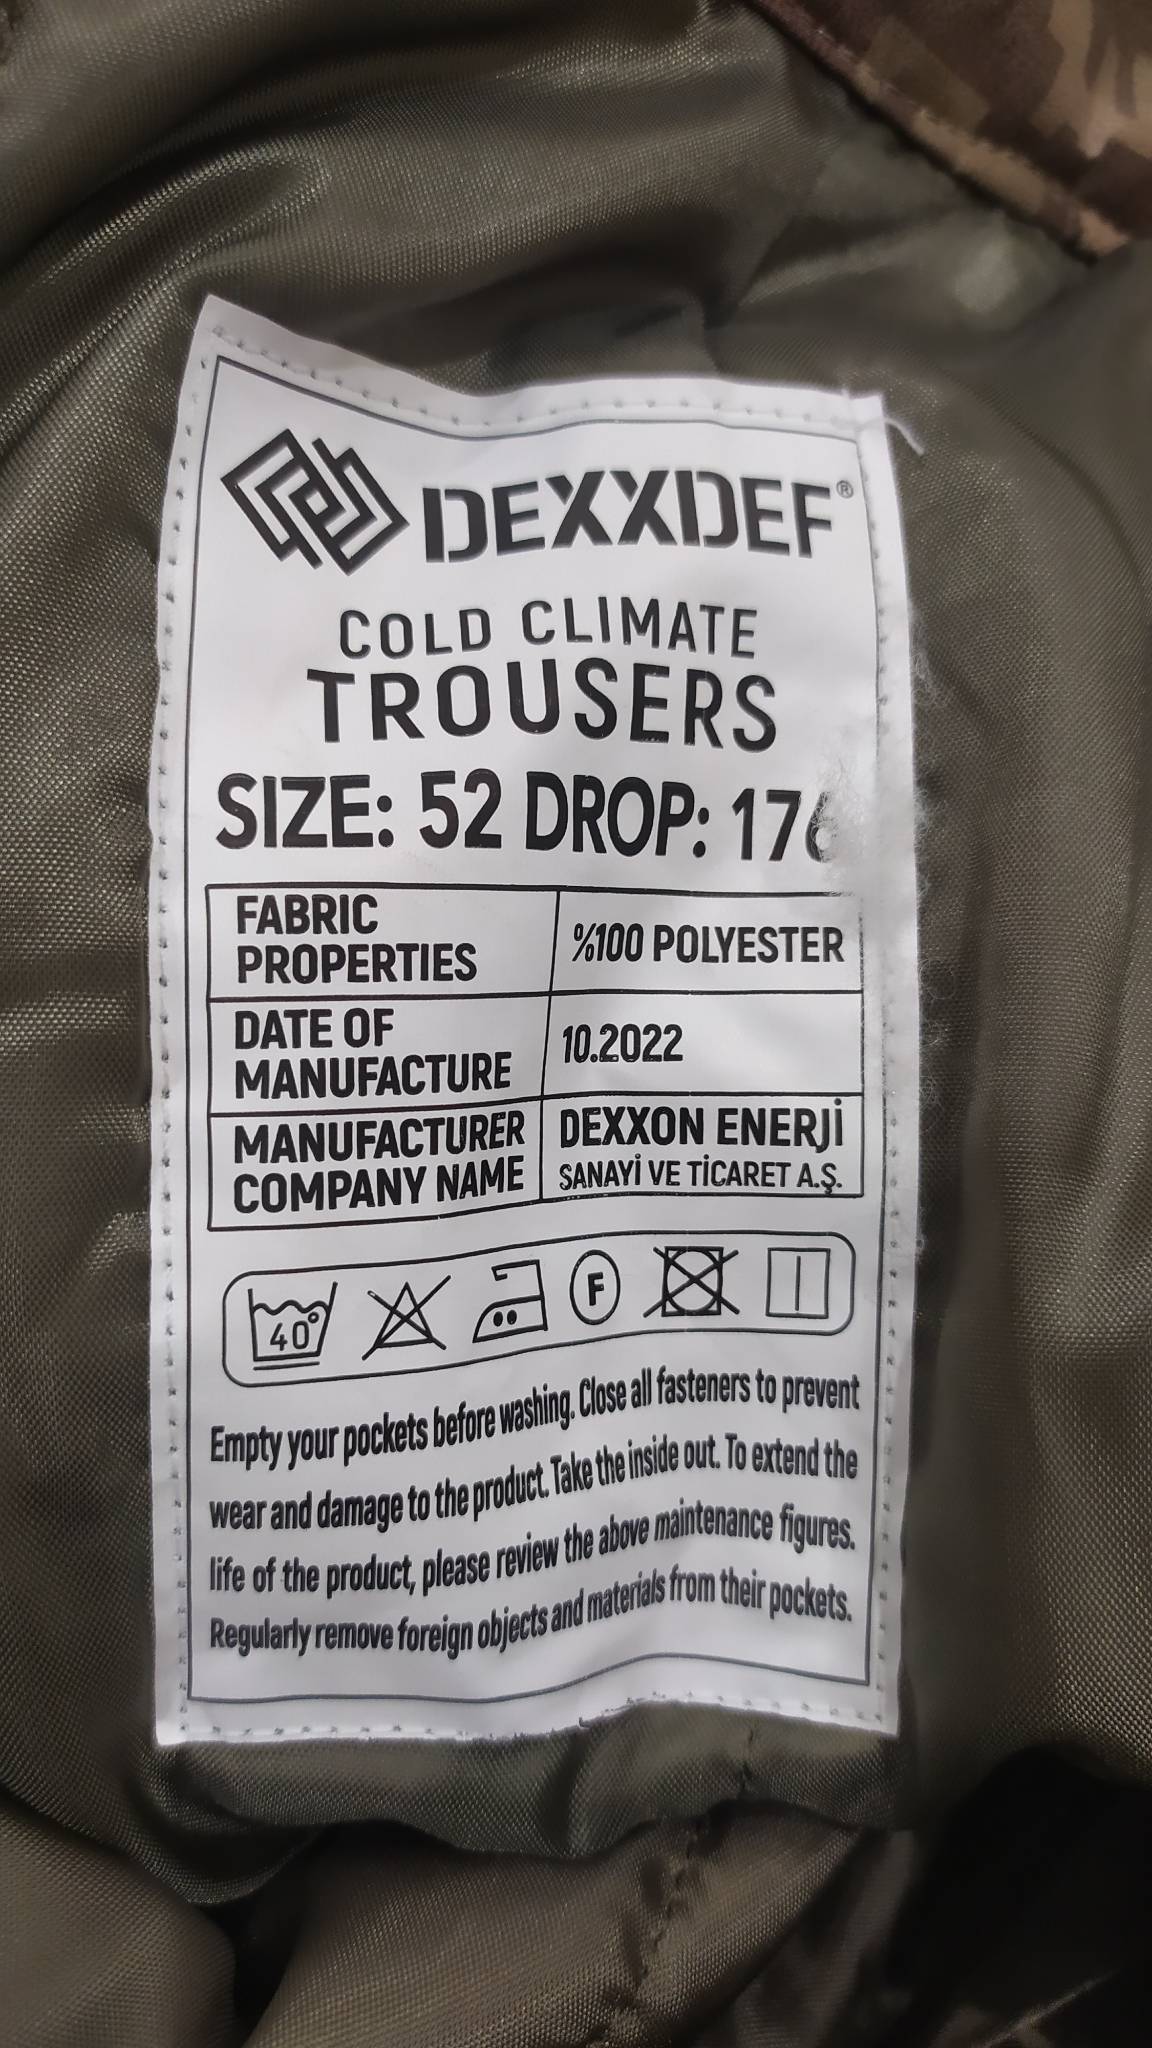 DEXXDEF®
COLD CLIMATE
TROUSERS
SIZE: 52 DROP: 176
FABRIC
PROPERTIES
%100 POLYESTER
DATE OF
MANUFACTURE
10.2022
MANUFACTURER
COMPANY NAME
DEXXON ENERJİ
SANAYİ VE TİCARET A.Ş.
40° F
Empty your pockets before washing. Close all fasteners to prevent
wear and damage to the product. Take the inside out. To extend the
life of the product, please review the above maintenance figures.
Regularly remove foreign objects and materials from their pockets.